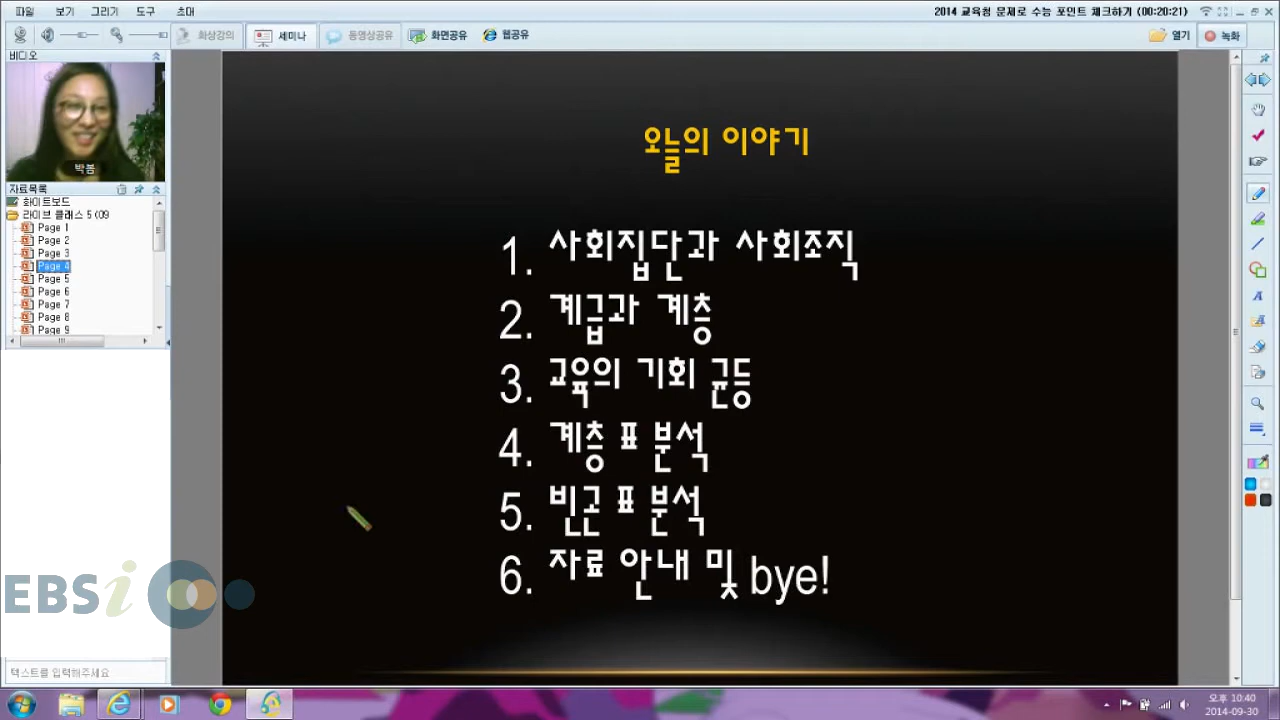 파일 보기 그리기 도구 초대
2014 교육청 문제로 수능 포인트 체크하기 (00:20:21)
화상강의 세미나 동영상공유 화면공유 웹공유 열기 녹화
비디오
박봄
자료목록
화이트보드
라이브 클래스 5 (09
Page 1
Page 2
Page 3
Page 4
Page 5
Page 6
Page 7
Page 8
Page 9
오늘의 이야기
1. 사회집단과 사회조직
2. 계급과 계층
3. 교육의 기회 균등
4. 계층 표 분석
5. 빈곤 표 분석
6. 자료 안내 및 bye!
EBSi
텍스트를 입력해주세요
오후 10:40
2014-09-30